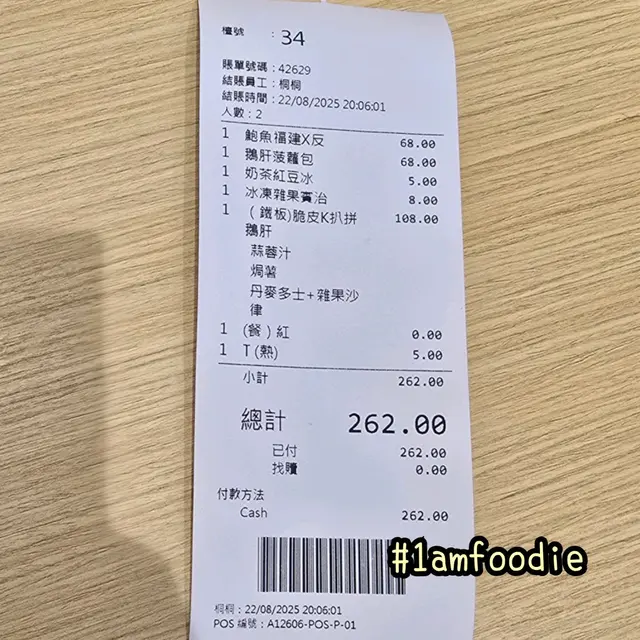 檯號 : 34
賬單號碼 : 42629
結賬員工 : 桐桐
結賬時間 : 22/08/2025 20:06:01
人數 : 2
1 鮑魚福建X反 68.00
1 鵝肝菠蘿包 68.00
1 奶茶紅豆冰 5.00
1 冰凍雜果賓治 8.00
1 (鐵板)脆皮K扒拼 108.00
鵝肝
蒜蓉汁
焗薯
丹麥多士+雜果沙
律
1 (餐)紅 0.00
1 T(熱) 5.00
小計 262.00
總計 262.00
已付 262.00
找贖 0.00
付款方法
Cash 262.00
#1amfoodie
桐桐 : 22/08/2025 20:06:01
POS 編號 : A12606-POS-P-01